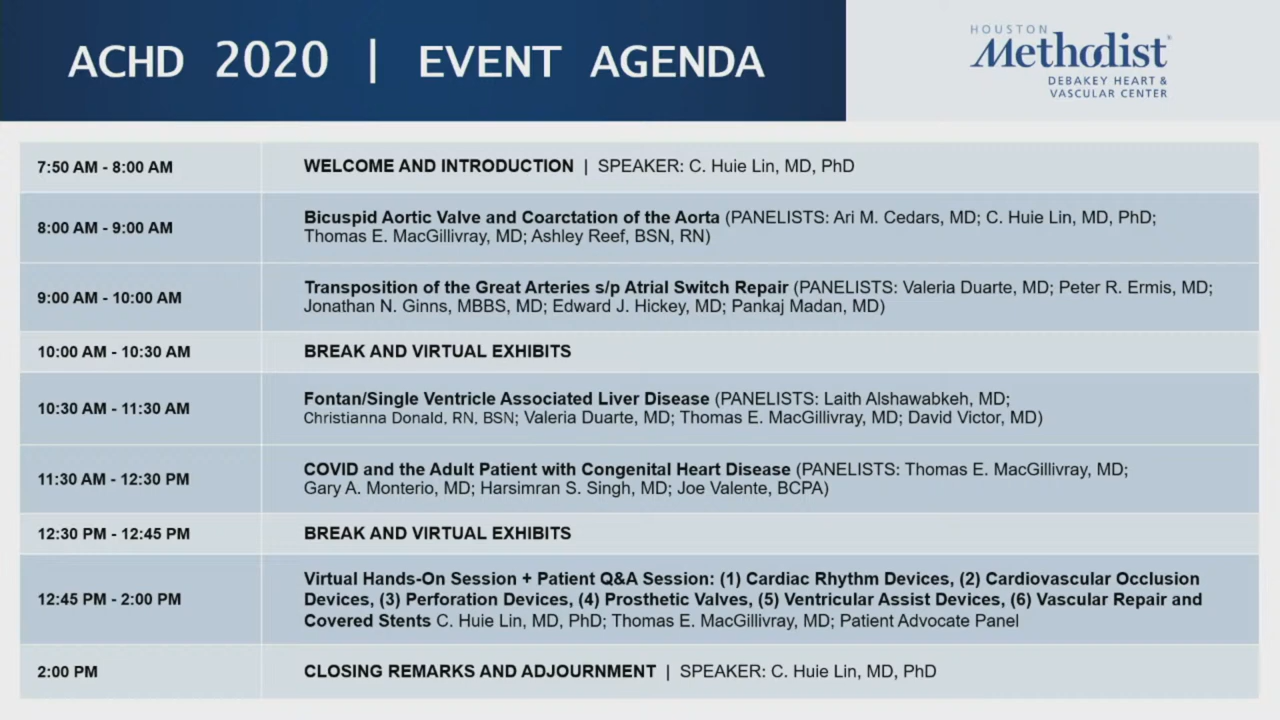 ACHD 2020 | EVENT AGENDA
HOUSTON
Methodist®
DEBAKEY HEART &
VASCULAR CENTER
7:50 AM - 8:00 AM
WELCOME AND INTRODUCTION | SPEAKER: C. Huie Lin, MD, PhD
8:00 AM - 9:00 AM
Bicuspid Aortic Valve and Coarctation of the Aorta (PANELISTS: Ari M. Cedars, MD; C. Huie Lin, MD, PhD;
Thomas E. MacGillivray, MD; Ashley Reef, BSN, RN)
9:00 AM - 10:00 AM
Transposition of the Great Arteries s/p Atrial Switch Repair (PANELISTS: Valeria Duarte, MD; Peter R. Ermis, MD;
Jonathan N. Ginns, MBBS, MD; Edward J. Hickey, MD; Pankaj Madan, MD)
10:00 AM - 10:30 AM
BREAK AND VIRTUAL EXHIBITS
10:30 AM - 11:30 AM
Fontan/Single Ventricle Associated Liver Disease (PANELISTS: Laith Alshawabkeh, MD;
Christianna Donald, RN, BSN; Valeria Duarte, MD; Thomas E. MacGillivray, MD; David Victor, MD)
11:30 AM - 12:30 PM
COVID and the Adult Patient with Congenital Heart Disease (PANELISTS: Thomas E. MacGillivray, MD;
Gary A. Monterio, MD; Harsimran S. Singh, MD; Joe Valente, BCPA)
12:30 PM - 12:45 PM
BREAK AND VIRTUAL EXHIBITS
12:45 PM - 2:00 PM
Virtual Hands-On Session + Patient Q&A Session: (1) Cardiac Rhythm Devices, (2) Cardiovascular Occlusion
Devices, (3) Perforation Devices, (4) Prosthetic Valves, (5) Ventricular Assist Devices, (6) Vascular Repair and
Covered Stents C. Huie Lin, MD, PhD; Thomas E. MacGillivray, MD; Patient Advocate Panel
2:00 PM
CLOSING REMARKS AND ADJOURNMENT | SPEAKER: C. Huie Lin, MD, PhD